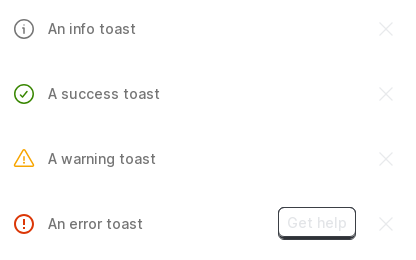 An info toast
A success toast
A warning toast
An error toast
Get help